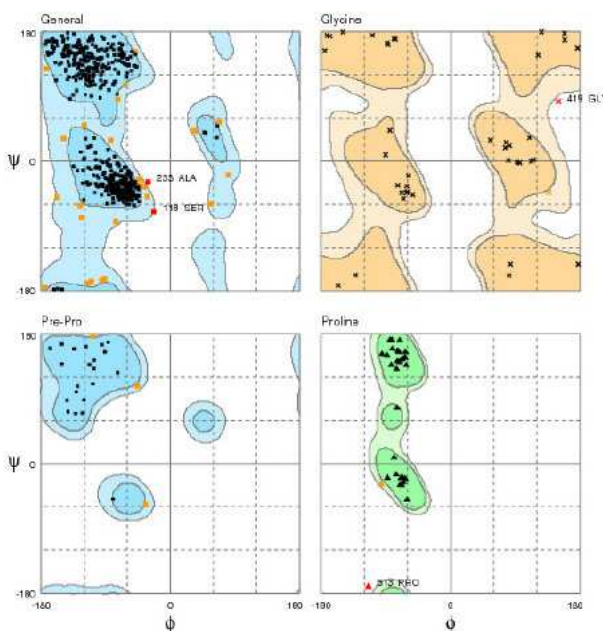 General
Glycine
180
419 GL
Ψ
0
233 ALA
119 SER
-180
Pre-Pro
Proline
180
Ψ
0
313 PRO
-180
-180
0
180
-180
0
180
ϕ
ϕ